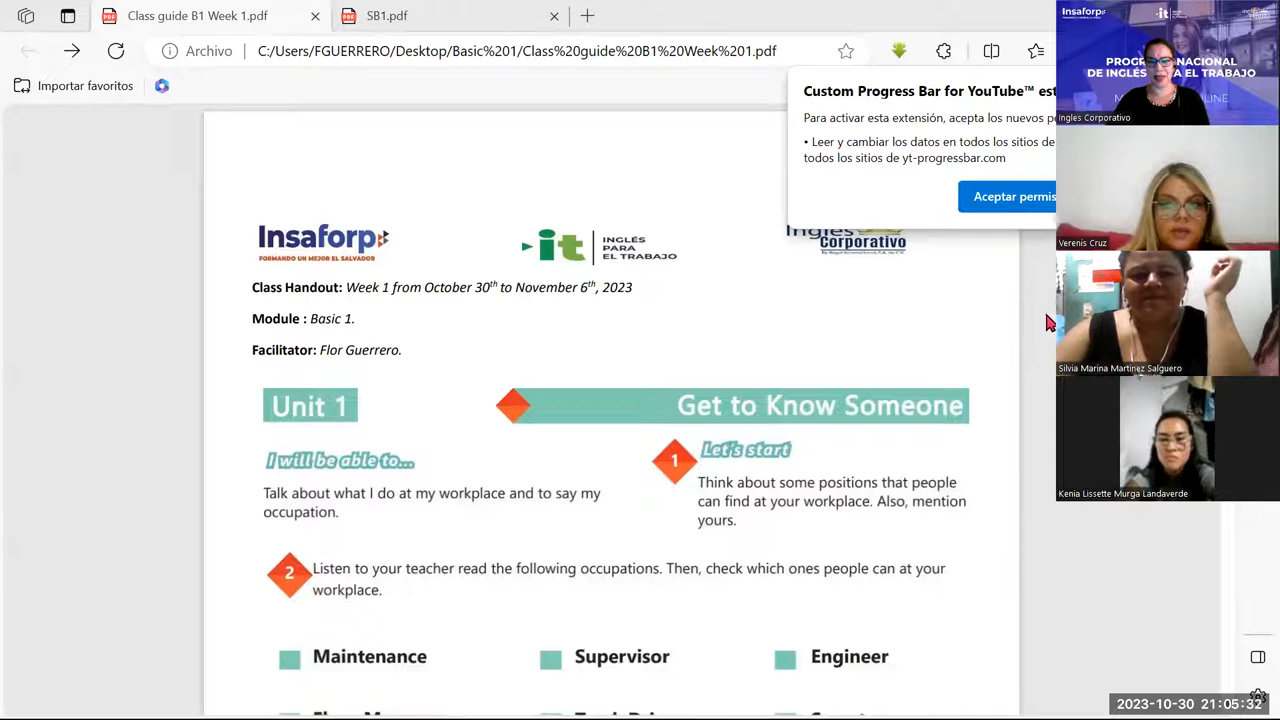 Class guide B1 Week 1.pdf
Archivo
C:/Users/FGUERRERO/Desktop/Basic%201/Class%20guide%20B1%20Week%201.pdf
Importar favoritos
Custom Progress Bar for YouTube™ est
Para activar esta extensión, acepta los nuevos pe
• Leer y cambiar los datos en todos los sitios de
todos los sitios de yt-progressbar.com
Aceptar permis
Insaforp
FORMANDO UN MEJOR EL SALVADOR
it
INGLÉS
PARA
EL TRABAJO
Corporativo
Class Handout: Week 1 from October 30th to November 6th, 2023
Module : Basic 1.
Facilitator: Flor Guerrero.
Unit 1
Get to Know Someone
I will be able to...
Talk about what I do at my workplace and to say my
occupation.
1
Let's start
Think about some positions that people
can find at your workplace. Also, mention
yours.
2
Listen to your teacher read the following occupations. Then, check which ones people can at your
workplace.
Maintenance
Supervisor
Engineer
Insaforp
it
PROG NACIONAL
DE INGLÉS A EL TRABAJO
LINE
Ingles Corporativo
Verenis Cruz
Silvia Marina Martinez Salguero
Kenia Lissette Murga Landaverde
2023-10-30 21:05:32